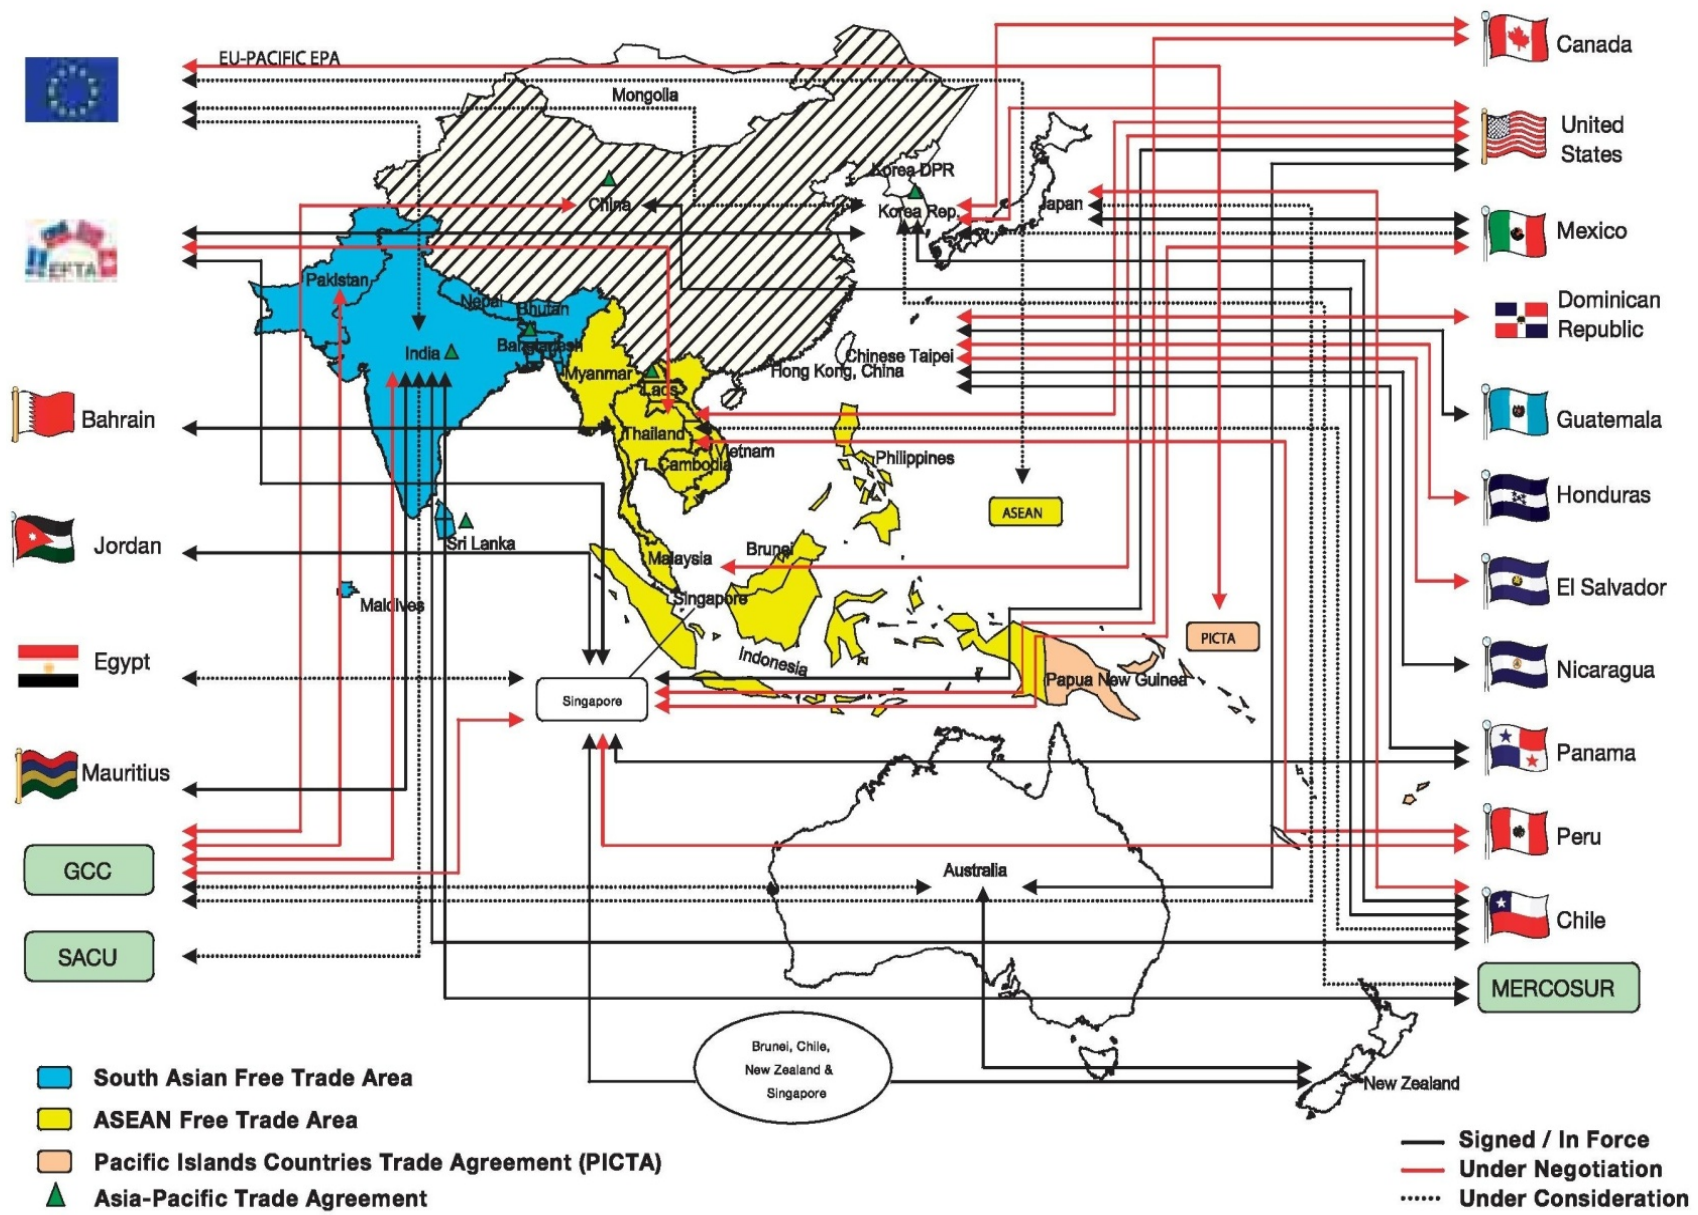 EU-PACIFIC EPA
Mongolia
Korea DPR
China
Korea Rep.
Japan
Pakistan
Nepal
Bhutan
India
Bangladesh
Myanmar
Chinese Taipei
Hong Kong, China
Laos
Thailand
Vietnam
Cambodia
Philippines
ASEAN
Sri Lanka
Malaysia
Brunei
Singapore
Maldives
Indonesia
PICTA
Papua New Guinea
Singapore
Australia
New Zealand
Brunei, Chile,
New Zealand &
Singapore
EFTA
Bahrain
Jordan
Egypt
Mauritius
GCC
SACU
Canada
United
States
Mexico
Dominican
Republic
Guatemala
Honduras
El Salvador
Nicaragua
Panama
Peru
Chile
MERCOSUR
South Asian Free Trade Area
ASEAN Free Trade Area
Pacific Islands Countries Trade Agreement (PICTA)
Asia-Pacific Trade Agreement
Signed / In Force
Under Negotiation
Under Consideration